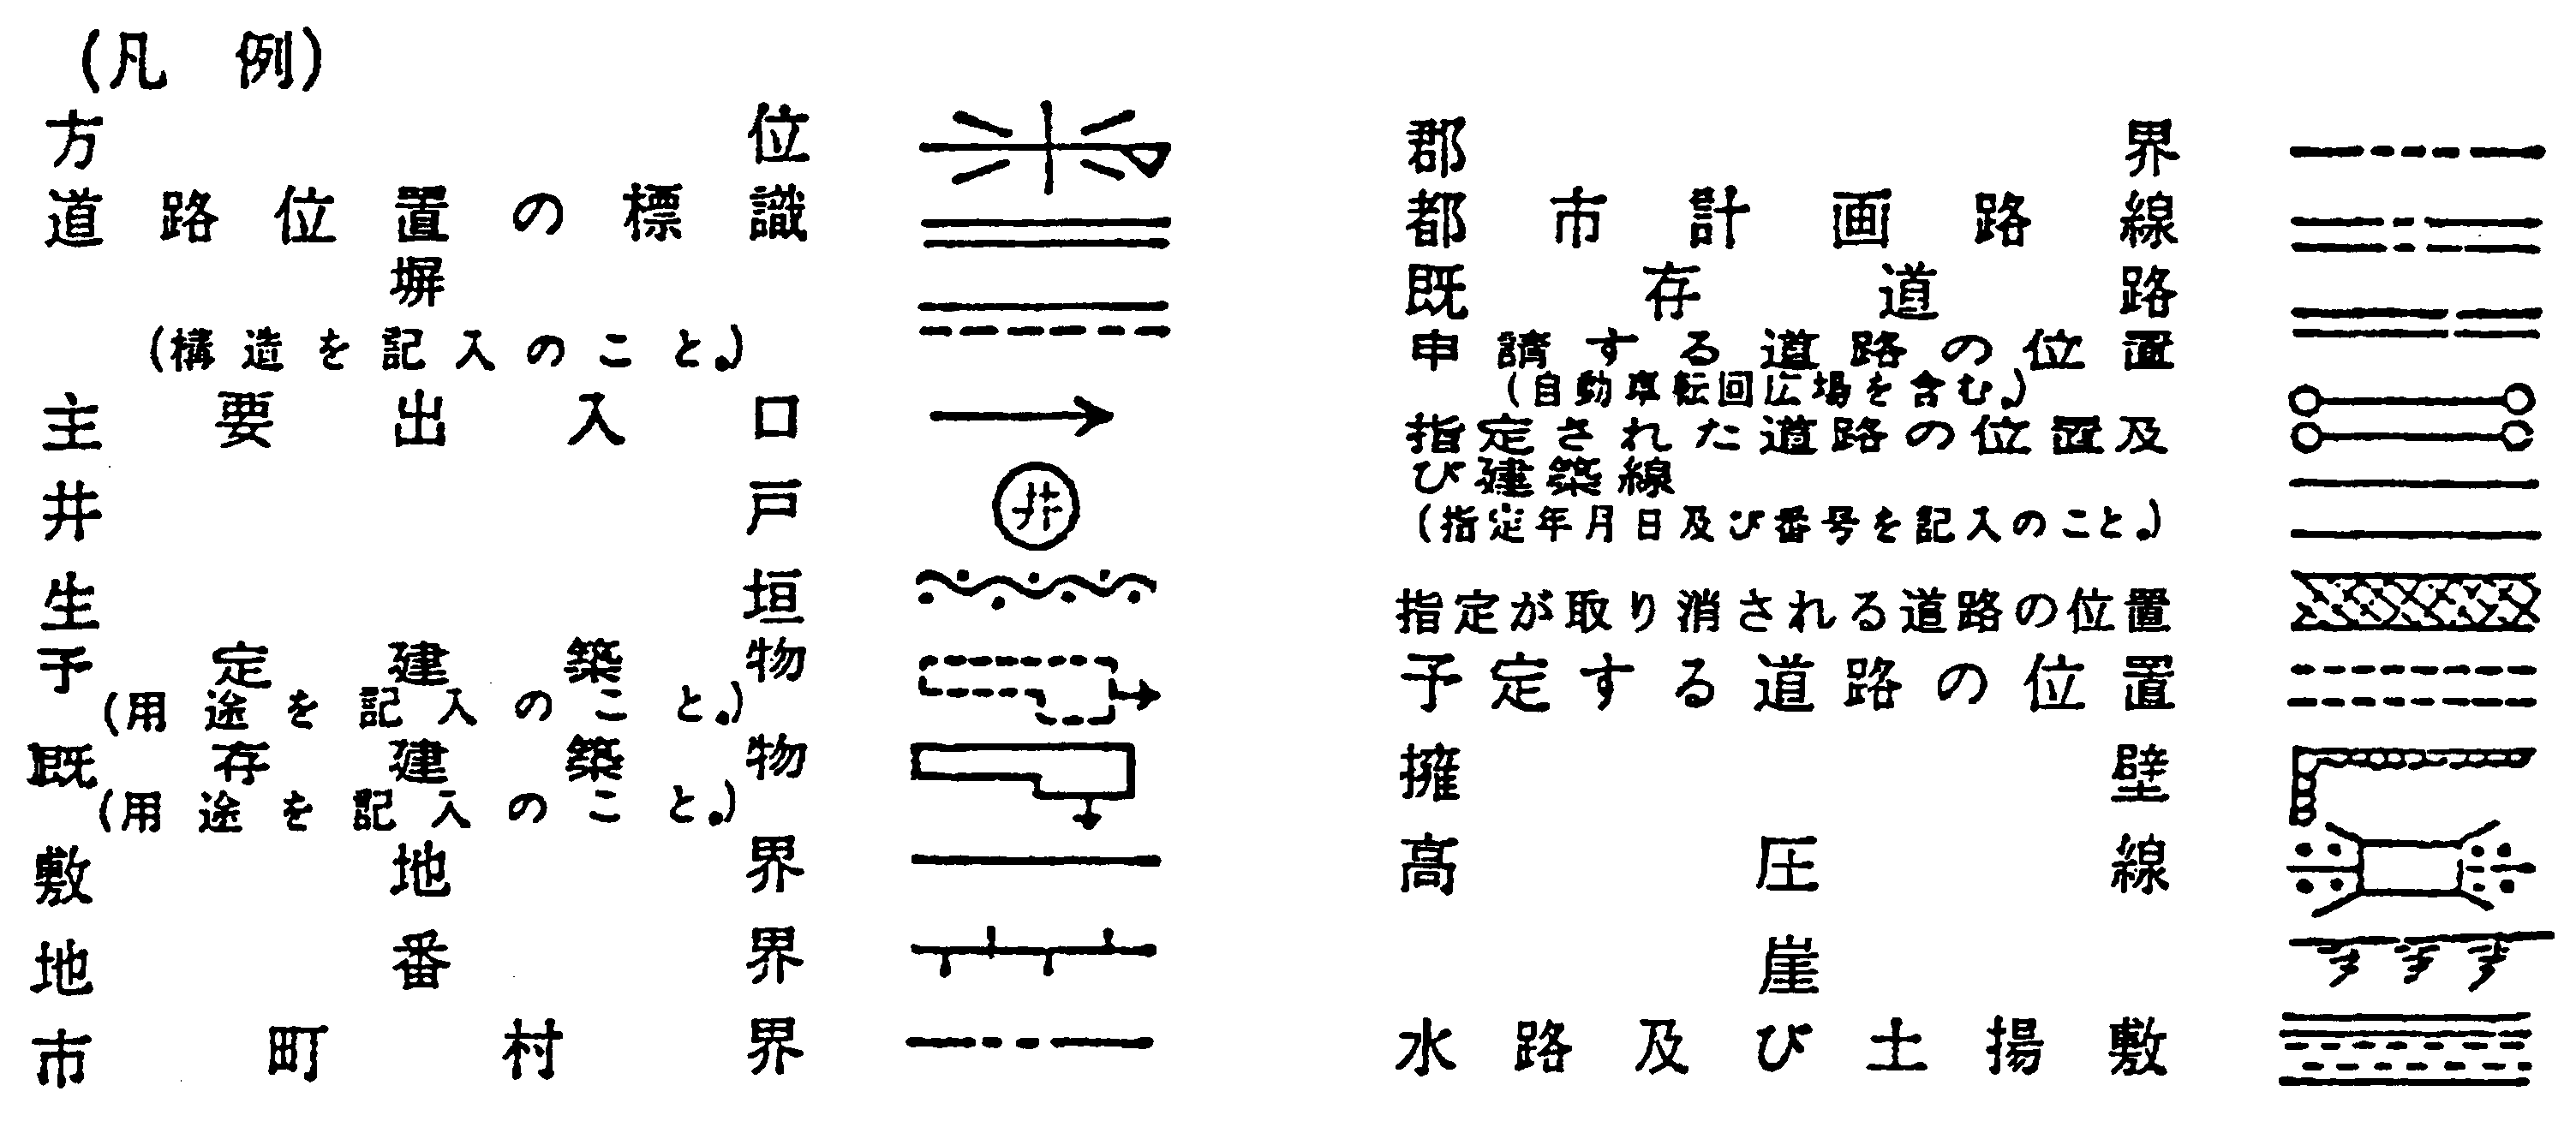 (凡例)
方位
道路位置の標識
塀
(構造を記入のこと。)
主要出入口
井戸
井
生垣
予定建築物
(用途を記入のこと。)
既存建築物
(用途を記入のこと。)
敷地界
地番界
市町村界
郡界
都市計画路線
既存道路
申請する道路の位置
(自動車転回広場を含む。)
指定された道路の位置及
び建築線
(指定年月日及び番号を記入のこと。)
指定が取り消される道路の位置
予定する道路の位置
擁壁
高圧線
崖
水路及び土揚敷